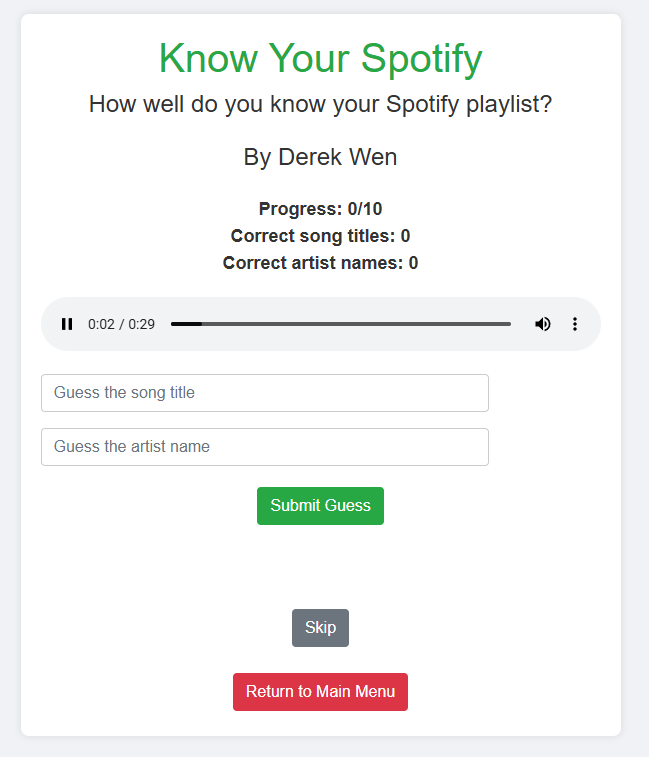 Know Your Spotify
How well do you know your Spotify playlist?
By Derek Wen
Progress: 0/10
Correct song titles: 0
Correct artist names: 0
0:02 / 0:29
Guess the song title
Guess the artist name
Submit Guess
Skip
Return to Main Menu